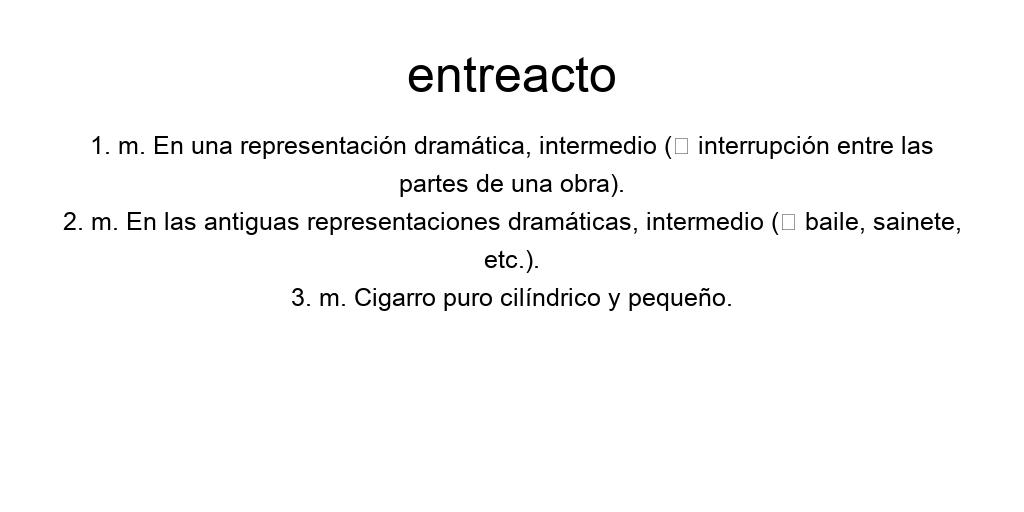 entreacto
1. m. En una representación dramática, intermedio (□ interrupción entre las
partes de una obra).
2. m. En las antiguas representaciones dramáticas, intermedio (□ baile, sainete,
etc.).
3. m. Cigarro puro cilíndrico y pequeño.